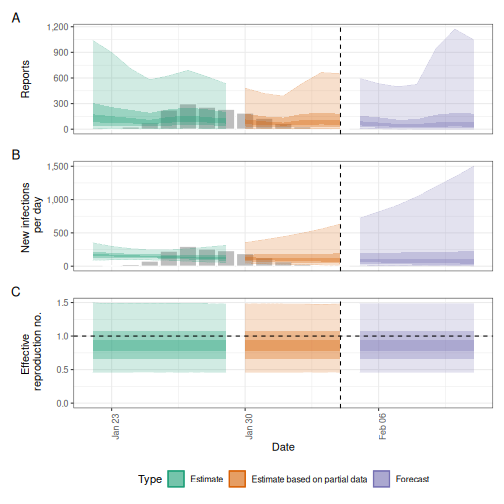 A
Reports
1,200
900
600
300
0
B
New infections
per day
1,500
1,000
500
0
C
Effective
reproduction no.
1.5
1.0
0.5
0.0
Jan 23
Jan 30
Feb 06
Date
Type Estimate Estimate based on partial data Forecast